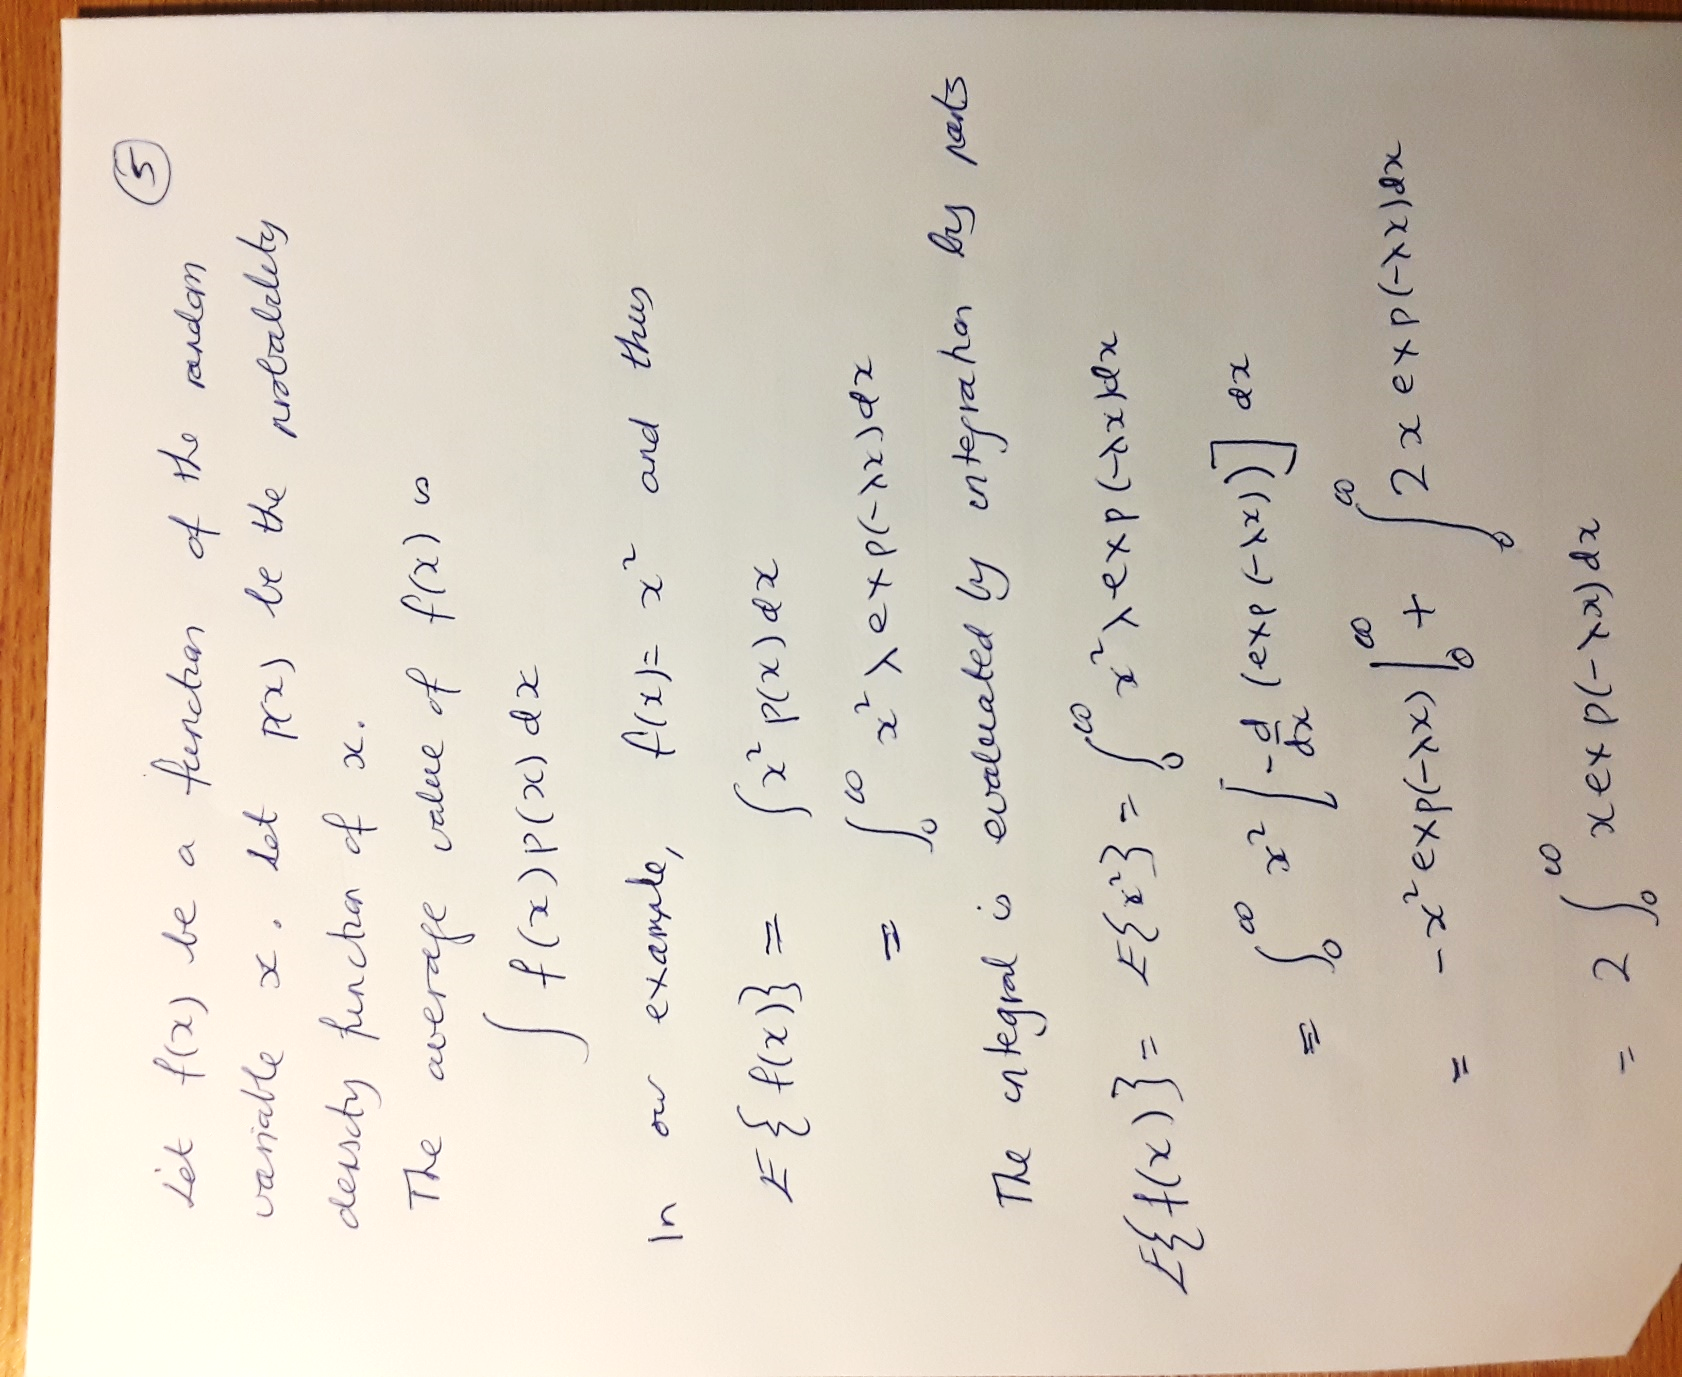 5
Let f(x) be a function of the random
variable x. Let p(x) be the probability
density function of x.
The average value of f(x) is
∫ f(x) p(x) dx
In our example, f(x) = x² and thus
E{f(x)} = ∫ x² p(x) dx
= ∫₀^∞ x² λ exp(-λx) dx
The integral is evaluated by integration by parts
E{f(x)} = E{x²} = ∫₀^∞ x² λ exp(-λx) dx
= ∫₀^∞ x² [-d/dx (exp(-λx))] dx
= -x² exp(-λx) |₀^∞ + ∫₀^∞ 2x exp(-λx) dx
= 2 ∫₀^∞ x exp(-λx) dx